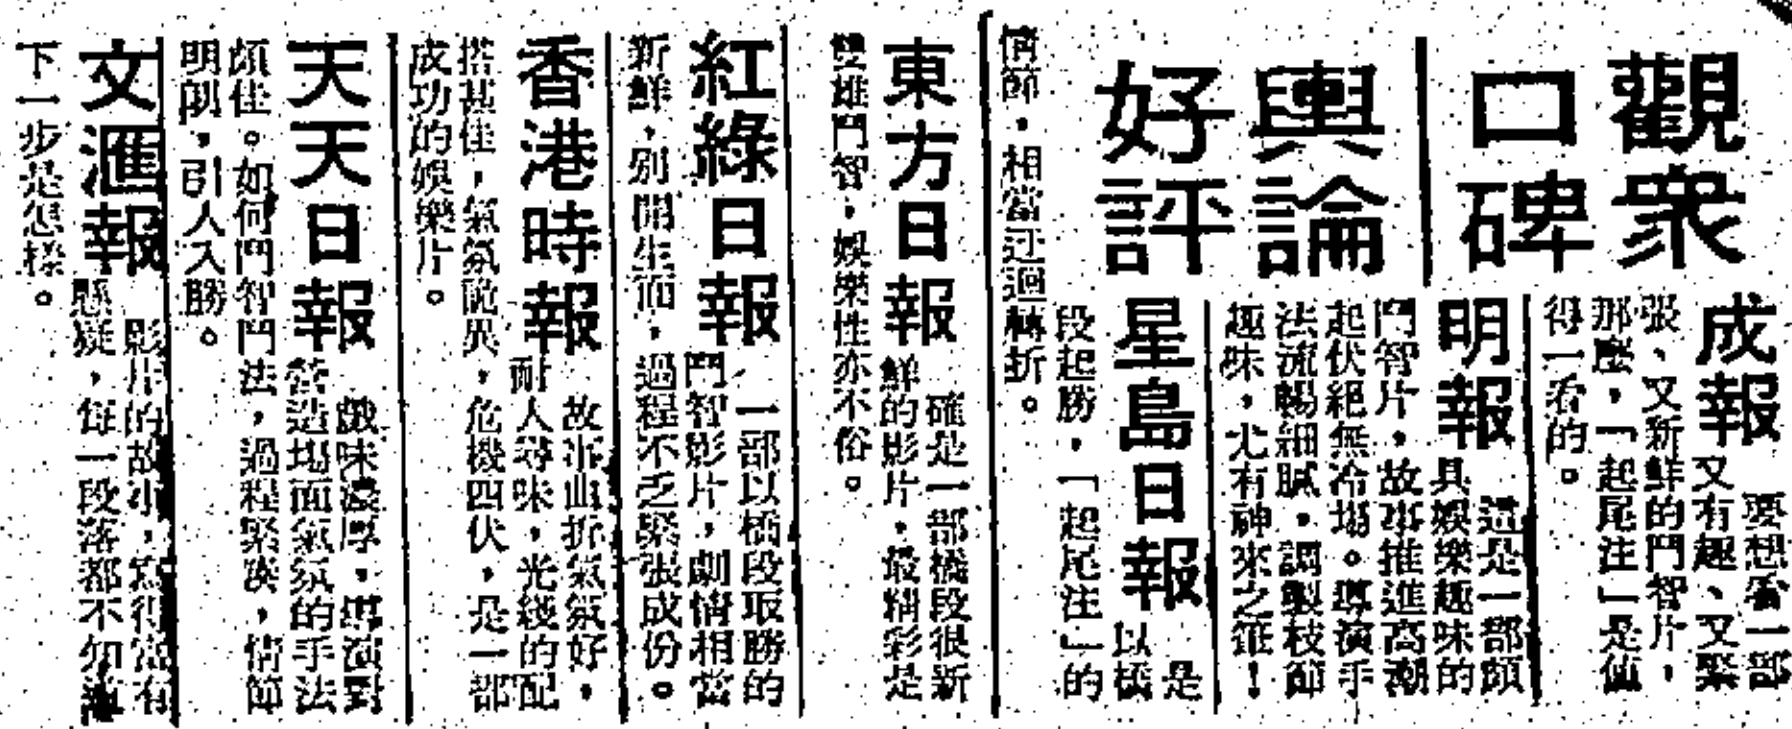 觀眾
口碑
輿論
好評
成報
要想看一部
又有趣、又緊
張、又新鮮的鬥智片，
那麼，「起尾注」是值
得一看的。
明報
這是一部頗
具娛樂趣味的
鬥智片，故事推進高潮
起伏絕無冷場。導演手
法流暢細膩，調製枝節
趣味，尤有神來之筆！
星島日報
是
以橋
段起勝，「起尾注」的
情節，相當迂迴轉折。
東方日報
確是一部橋段很新
鮮的影片，最精彩是
雙雄鬥智，娛樂性亦不俗。
紅綠日報
一部以橋段取勝的
鬥智影片，劇情相當
新鮮，別開生面，過程不乏緊張成份。
香港時報
故事曲折氣氛好，
耐人尋味，光綫的配
搭甚佳，氣氛詭異，危機四伏，是一部
成功的娛樂片。
天天日報
戲味濃厚，導演對
營造場面氣氛的手法
頗佳。如何鬥智鬥法，過程緊湊，情節
明朗，引人入勝。
文滙報
影片的故事，寫得富有
懸疑，每一段落都不知道
下一步是怎樣。